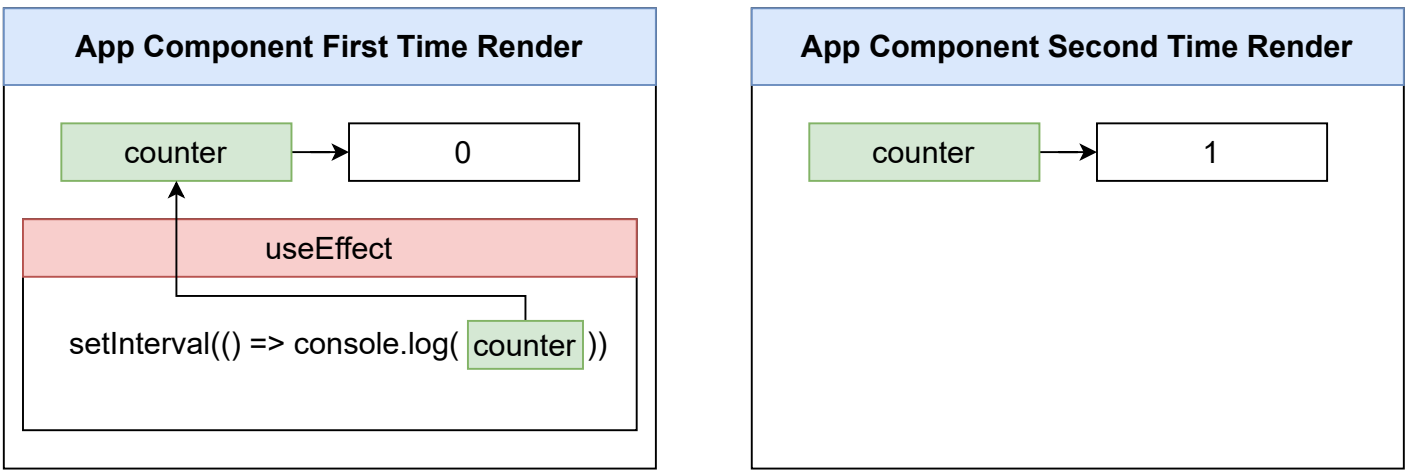 App Component First Time Render
counter
0
useEffect
setInterval(() => console.log( counter ))
App Component Second Time Render
counter
1